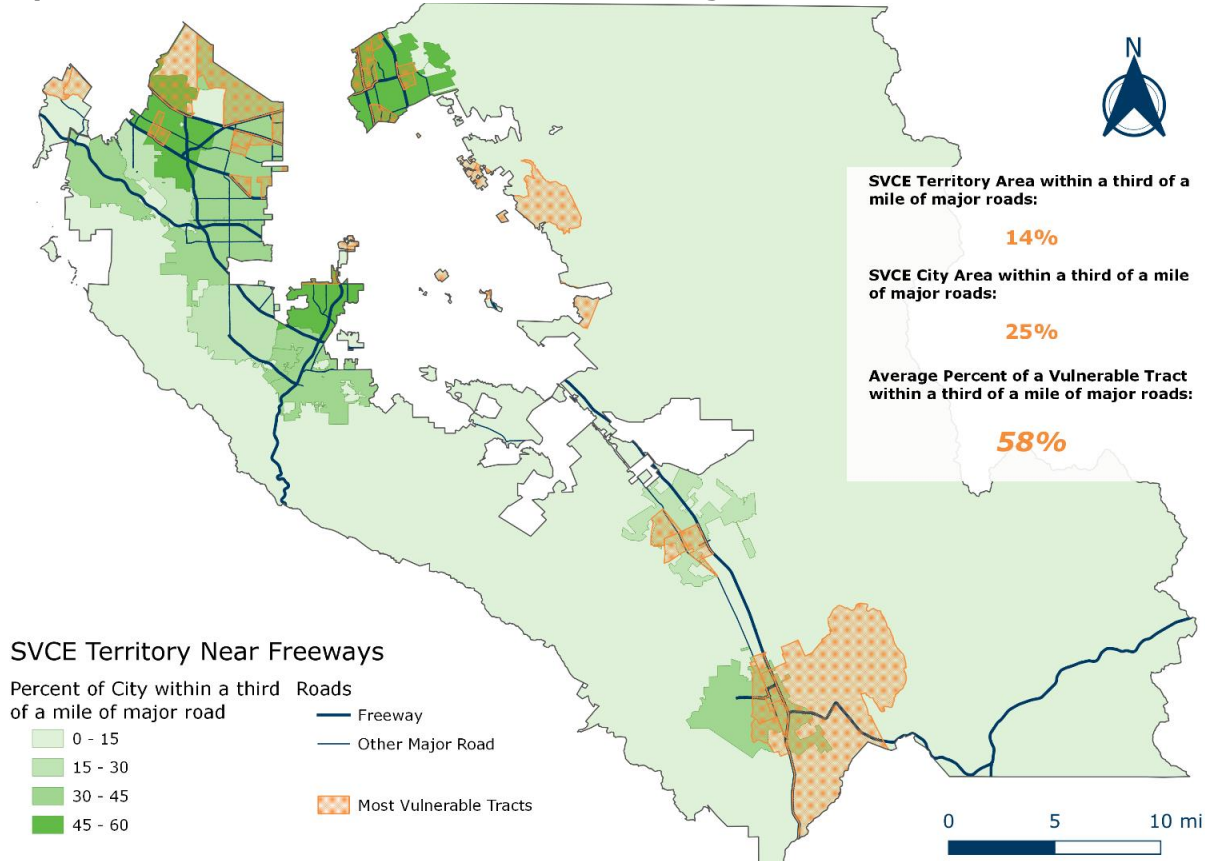 N
SVCE Territory Area within a third of a
mile of major roads:
14%
SVCE City Area within a third of a mile
of major roads:
25%
Average Percent of a Vulnerable Tract
within a third of a mile of major roads:
58%
SVCE Territory Near Freeways
Percent of City within a third
of a mile of major road
0 - 15
15 - 30
30 - 45
45 - 60
Roads
Freeway
Other Major Road
Most Vulnerable Tracts
0 5 10 mi